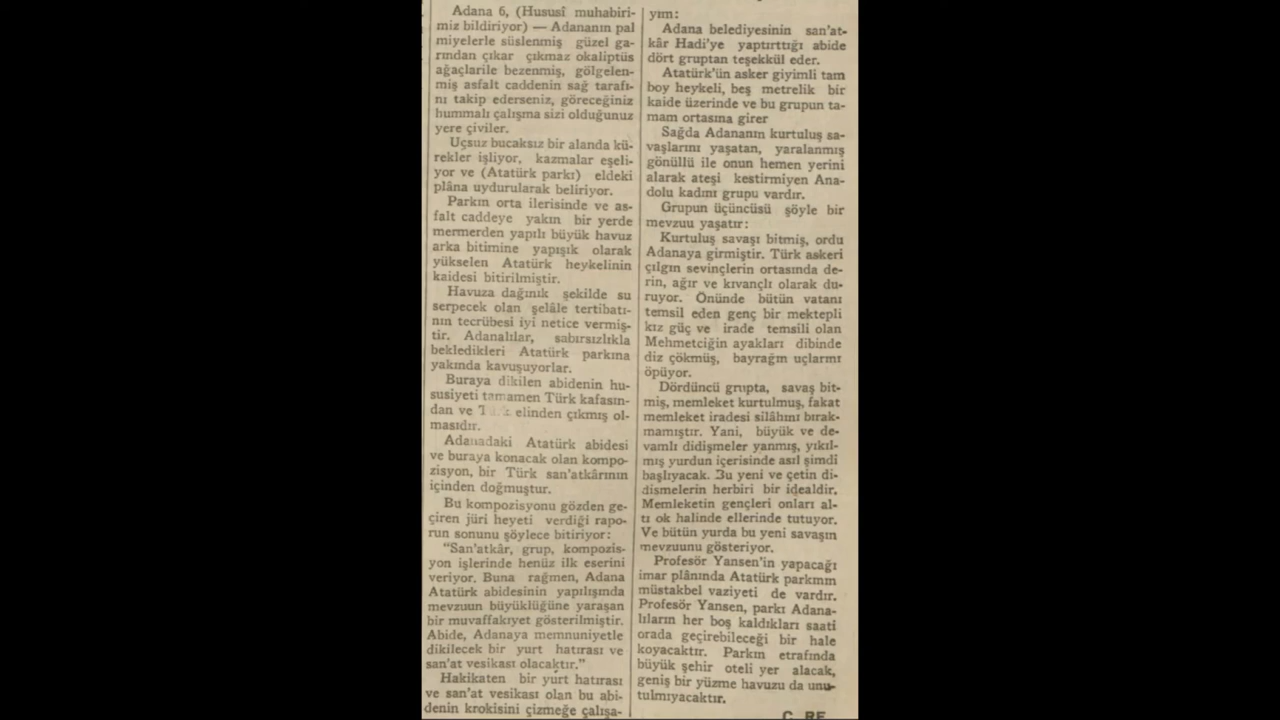 Adana 6, (Hususî muhabiri-
miz bildiriyor) — Adananın pal
miyelerle süslenmiş güzel ga-
rından çıkar çıkmaz okaliptüs
ağaçlarile bezenmiş, gölgelen-
miş asfalt caddenin sağ tarafı-
nı takip ederseniz, göreceğiniz
hummalı çalışma sizi olduğunuz
yere çiviler.
Uçsuz bucaksız bir alanda kü-
rekler işliyor, kazmalar eşeli-
yor ve (Atatürk parkı) eldeki
plâna uydurularak beliriyor.
Parkın orta ilerisinde ve as-
falt caddeye yakın bir yerde
mermerden yapılı büyük havuz
arka bitimine yapışık olarak
yükselen Atatürk heykelinin
kaidesi bitirilmiştir.
Havuza dağınık şekilde su
serpecek olan şelâle tertibatı-
nın tecrübesi iyi netice vermiş-
tir. Adanalılar, sabırsızlıkla
bekledikleri Atatürk parkına
yakında kavuşuyorlar.
Buraya dikilen abidenin hu-
susiyeti tamamen Türk kafasın-
dan ve elinden çıkmış ol-
masıdır.
Adanadaki Atatürk abidesi
ve buraya konacak olan kompo-
zisyon, bir Türk san'atkârının
içinden doğmuştur.
Bu kompozisyonu gözden ge-
çiren jüri heyeti verdiği rapo-
run sonunu şöylece bitiriyor:
"San'atkâr, grup, kompozis-
yon işlerinde henüz ilk eserini
veriyor. Buna rağmen, Adana
Atatürk abidesinin yapılışında
mevzuun büyüklüğüne yaraşan
bir muvaffakıyet gösterilmiştir.
Abide, Adanaya memnuniyetle
dikilecek bir yurt hatırası ve
san'at vesikası olacaktır."
Hakikaten bir yurt hatırası
ve san'at vesikası olan bu abi-
denin krokisini çizmeğe çalışa-
yım:
Adana belediyesinin san'at-
kâr Hadi'ye yaptırttığı abide
dört gruptan teşekkül eder.
Atatürk'ün asker giyimli tam
boy heykeli, beş metrelik bir
kaide üzerinde ve bu grupun ta-
mam ortasına girer
Sağda Adananın kurtuluş sa-
vaşlarını yaşatan, yaralanmış
gönüllü ile onun hemen yerini
alarak ateşi kestirmiyen Ana-
dolu kadını grupu vardır.
Grupun üçüncüsü şöyle bir
mevzuu yaşatır:
Kurtuluş savaşı bitmiş, ordu
Adanaya girmiştir. Türk askeri
çılgın sevinçlerin ortasında de-
rin, ağır ve kıvançlı olarak du-
ruyor. Önünde bütün vatanı
temsil eden genç bir mektepli
kız güç ve irade temsili olan
Mehmetciğin ayakları dibinde
diz çökmüş, bayrağın uçlarını
öpüyor.
Dördüncü grupta, savaş bit-
miş, memleket kurtulmuş, fakat
memleket iradesi silâhını bırak-
mamıştır. Yani, büyük ve de-
vamlı didişmeler yanmış, yıkıl-
mış yurdun içerisinde asıl şimdi
başlıyacak. Bu yeni ve çetin di-
dişmelerin herbiri bir idealdir.
Memleketin gençleri onları al-
tı ok halinde ellerinde tutuyor.
Ve bütün yurda bu yeni savaşın
mevzuunu gösteriyor.
Profesör Yansen'in yapacağı
imar plânında Atatürk parkının
müstakbel vaziyeti de vardır.
Profesör Yansen, parkı Adana-
lıların her boş kaldıkları saati
orada geçirebileceği bir hale
koyacaktır. Parkın etrafında
büyük şehir oteli yer alacak,
geniş bir yüzme havuzu da unu-
tulmıyacaktır.